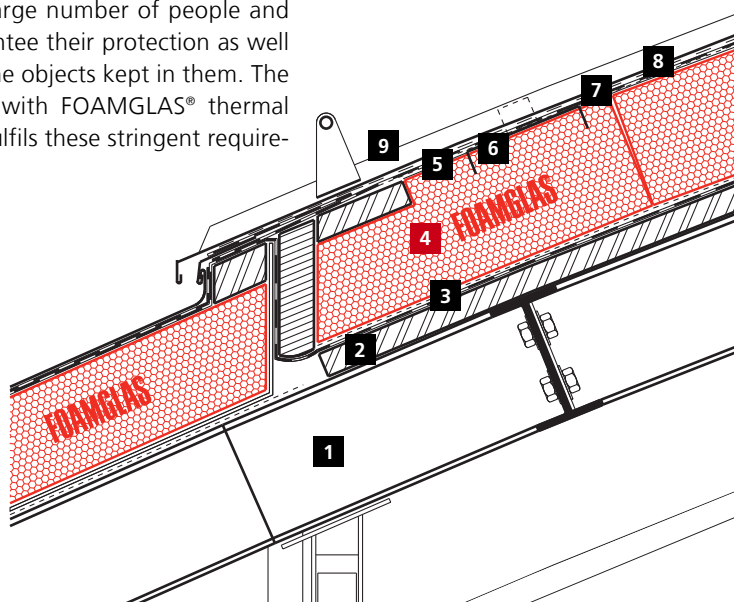 arge number of people and
ntee their protection as well
e objects kept in them. The
with FOAMGLAS® thermal
lfils these stringent require-
8
7
9
6
5
FOAMGLAS
4
3
2
FOAMGLAS
1